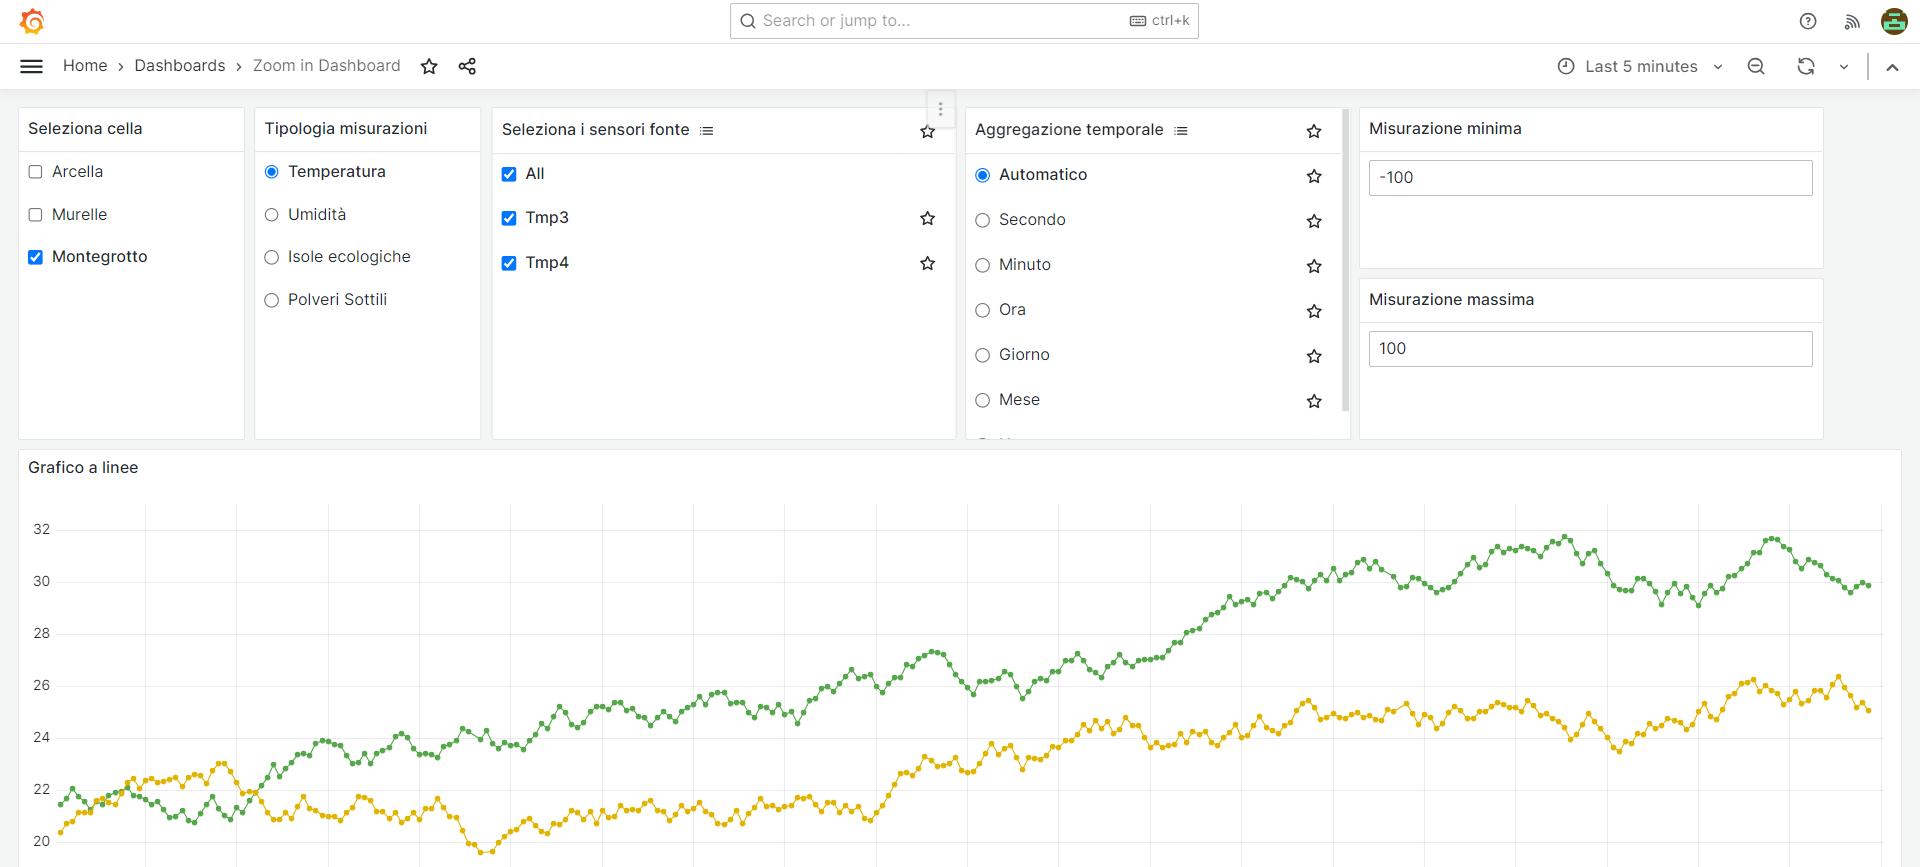 Search or jump to...
ctrl+k
Home › Dashboards › Zoom in Dashboard
Last 5 minutes
Seleziona cella
Arcella
Murelle
Montegrotto
Tipologia misurazioni
Temperatura
Umidità
Isole ecologiche
Polveri Sottili
Seleziona i sensori fonte
All
Tmp3
Tmp4
Aggregazione temporale
Automatico
Secondo
Minuto
Ora
Giorno
Mese
Misurazione minima
-100
Misurazione massima
100
Grafico a linee
32
30
28
26
24
22
20